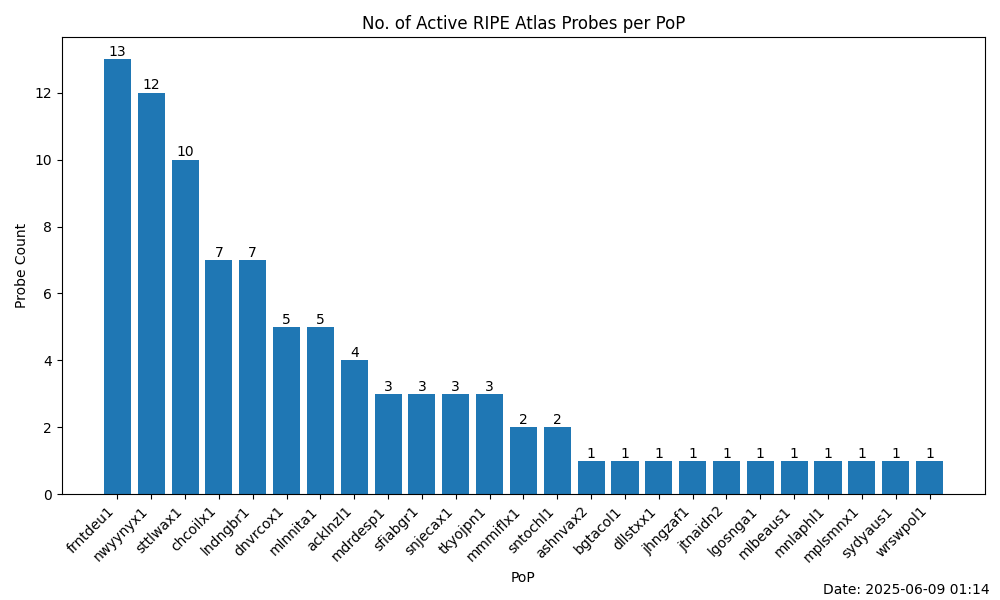 No. of Active RIPE Atlas Probes per PoP
Probe Count
12
10
8
6
4
2
0
13
12
10
7
7
5
5
4
3
3
3
3
2
2
1
1
1
1
1
1
1
1
1
1
1
frntdeu1
nwyynyx1
sttlwax1
chcoilx1
lndngbr1
dnvrcox1
mlnnita1
acklnzl1
mdrdesp1
sfiabgr1
snjecax1
tkyojpn1
mmmiflx1
sntochl1
ashnvax2
bgtacol1
dllstxx1
jhngzaf1
jtnaidn2
lgosnga1
mlbeaus1
mnlaphl1
mplsmnx1
sydyaus1
wrswpol1
PoP
Date: 2025-06-09 01:14